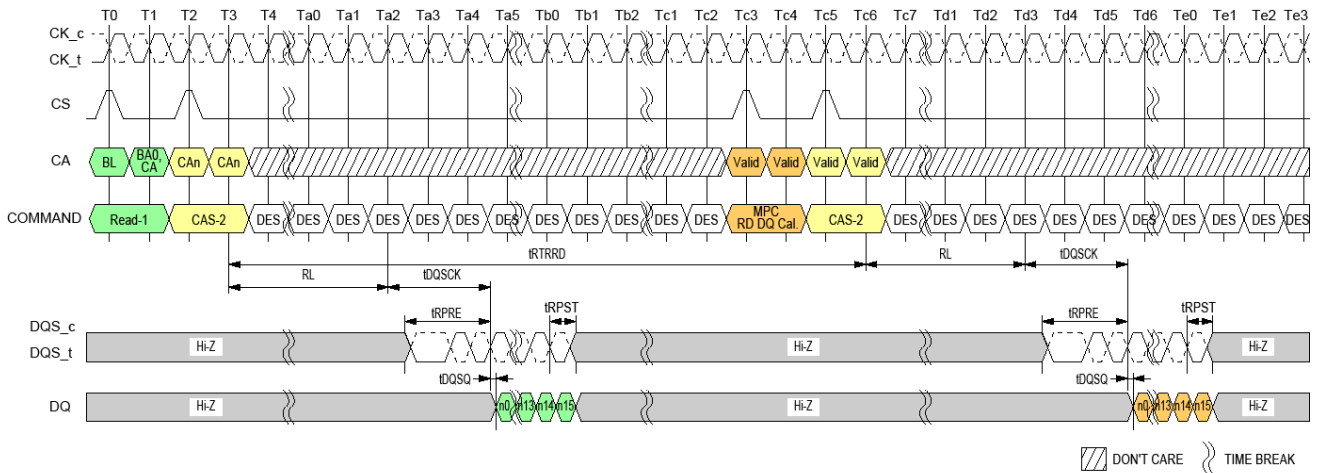 T0 T1 T2 T3 T4 Ta0 Ta1 Ta2 Ta3 Ta4 Ta5 Tb0 Tb1 Tb2 Tc1 Tc1 Tc2 Tc3 Tc4 Tc5 Tc6 Tc7 Td1 Td2 Td3 Td4 Td5 Td6 Te0 Te1 Te2 Te3
CK_c
CK_t
CS
CA BL BA0, CA CAn CAn Valid Valid Valid Valid
COMMAND Read-1 CAS-2 DES DES DES DES DES DES DES DES DES DES DES DES MPC RD DQ Cal. CAS-2 DES DES DES DES DES DES DES DES DES DES DES
tRTRRD
RL tDQSCK RL tDQSCK
tRPRE tRPST tRPRE tRPST
DQS_c
DQS_t Hi-Z Hi-Z Hi-Z
tDQSQ tDQSQ
DQ Hi-Z n0 n13 n14 n15 Hi-Z n0 n13 n14 n15 Hi-Z
DON'T CARE TIME BREAK